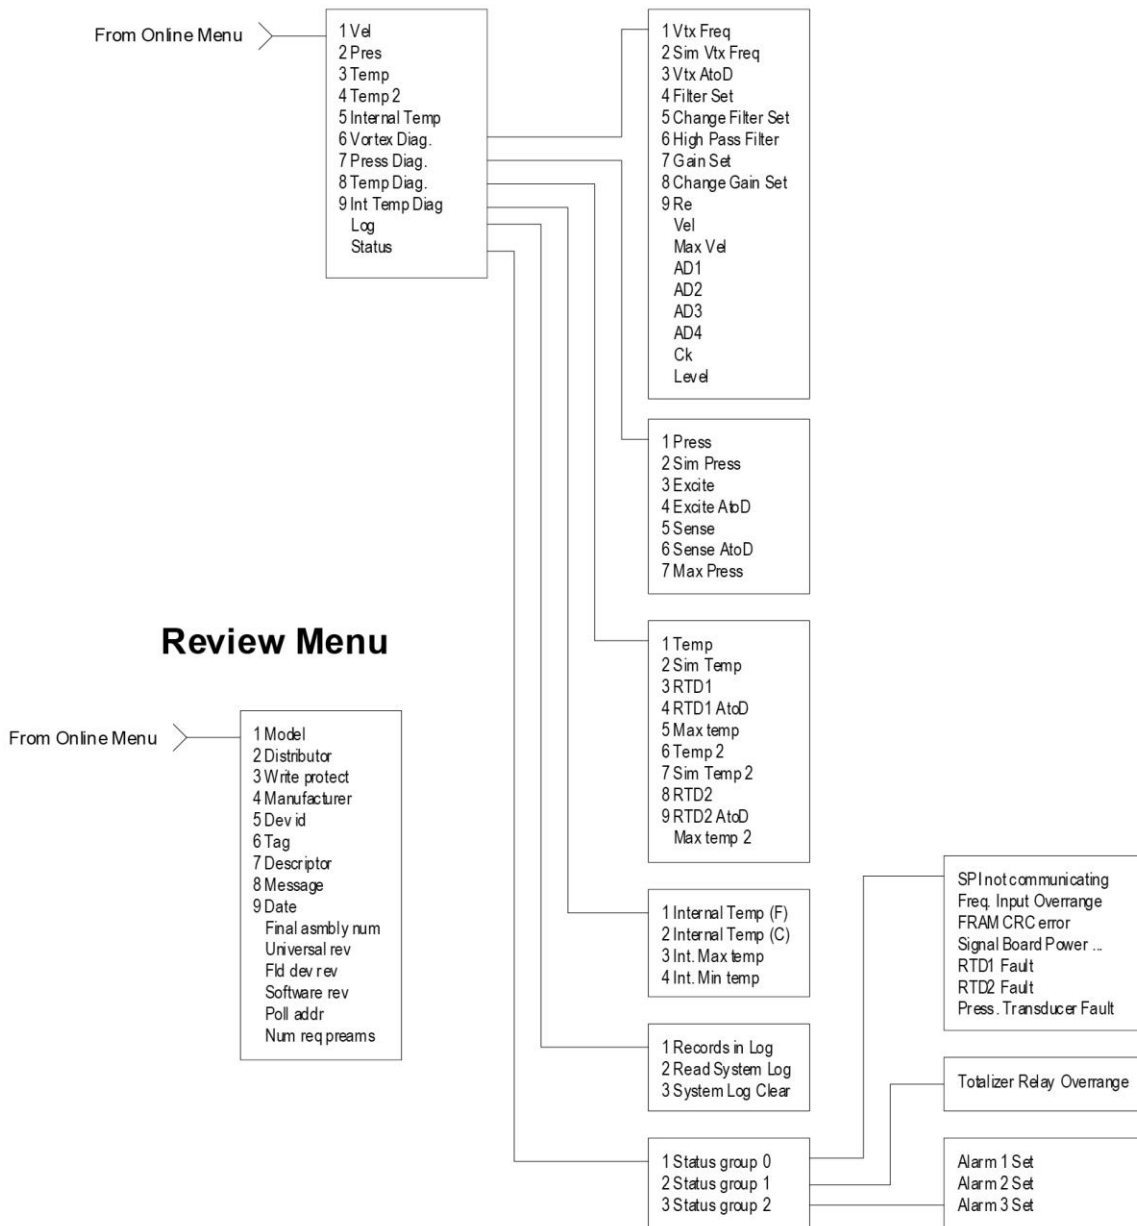 From Online Menu
1 Vel
2 Pres
3 Temp
4 Temp 2
5 Internal Temp
6 Vortex Diag.
7 Press Diag.
8 Temp Diag.
9 Int Temp Diag
Log
Status
1 Vtx Freq
2 Sim Vtx Freq
3 Vtx AtoD
4 Filter Set
5 Change Filter Set
6 High Pass Filter
7 Gain Set
8 Change Gain Set
9 Re
Vel
Max Vel
AD1
AD2
AD3
AD4
Ck
Level
1 Press
2 Sim Press
3 Excite
4 Excite AtoD
5 Sense
6 Sense AtoD
7 Max Press
1 Temp
2 Sim Temp
3 RTD1
4 RTD1 AtoD
5 Max temp
6 Temp 2
7 Sim Temp 2
8 RTD2
9 RTD2 AtoD
Max temp 2
1 Internal Temp (F)
2 Internal Temp (C)
3 Int. Max temp
4 Int. Min temp
1 Records in Log
2 Read System Log
3 System Log Clear
1 Status group 0
2 Status group 1
3 Status group 2
SPI not communicating
Freq. Input Overrange
FRAM CRC error
Signal Board Power ...
RTD1 Fault
RTD2 Fault
Press. Transducer Fault
Totalizer Relay Overrange
Alarm 1 Set
Alarm 2 Set
Alarm 3 Set
Review Menu
From Online Menu
1 Model
2 Distributor
3 Write protect
4 Manufacturer
5 Dev id
6 Tag
7 Descriptor
8 Message
9 Date
Final asmbly num
Universal rev
Fld dev rev
Software rev
Poll addr
Num req preams